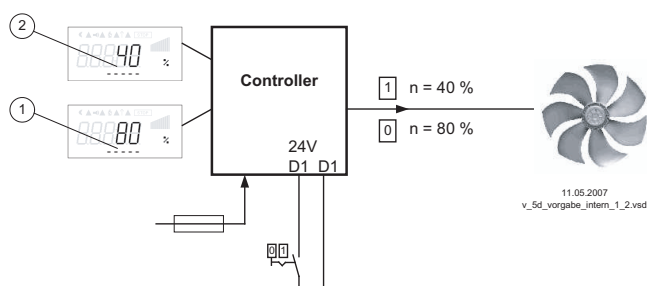 2
40
%
1
80
%
Controller
24V
D1 D1
1 n = 40 %
0 n = 80 %
0 1
11.05.2007
v_5d_vorgabe_intern_1_2.vsd